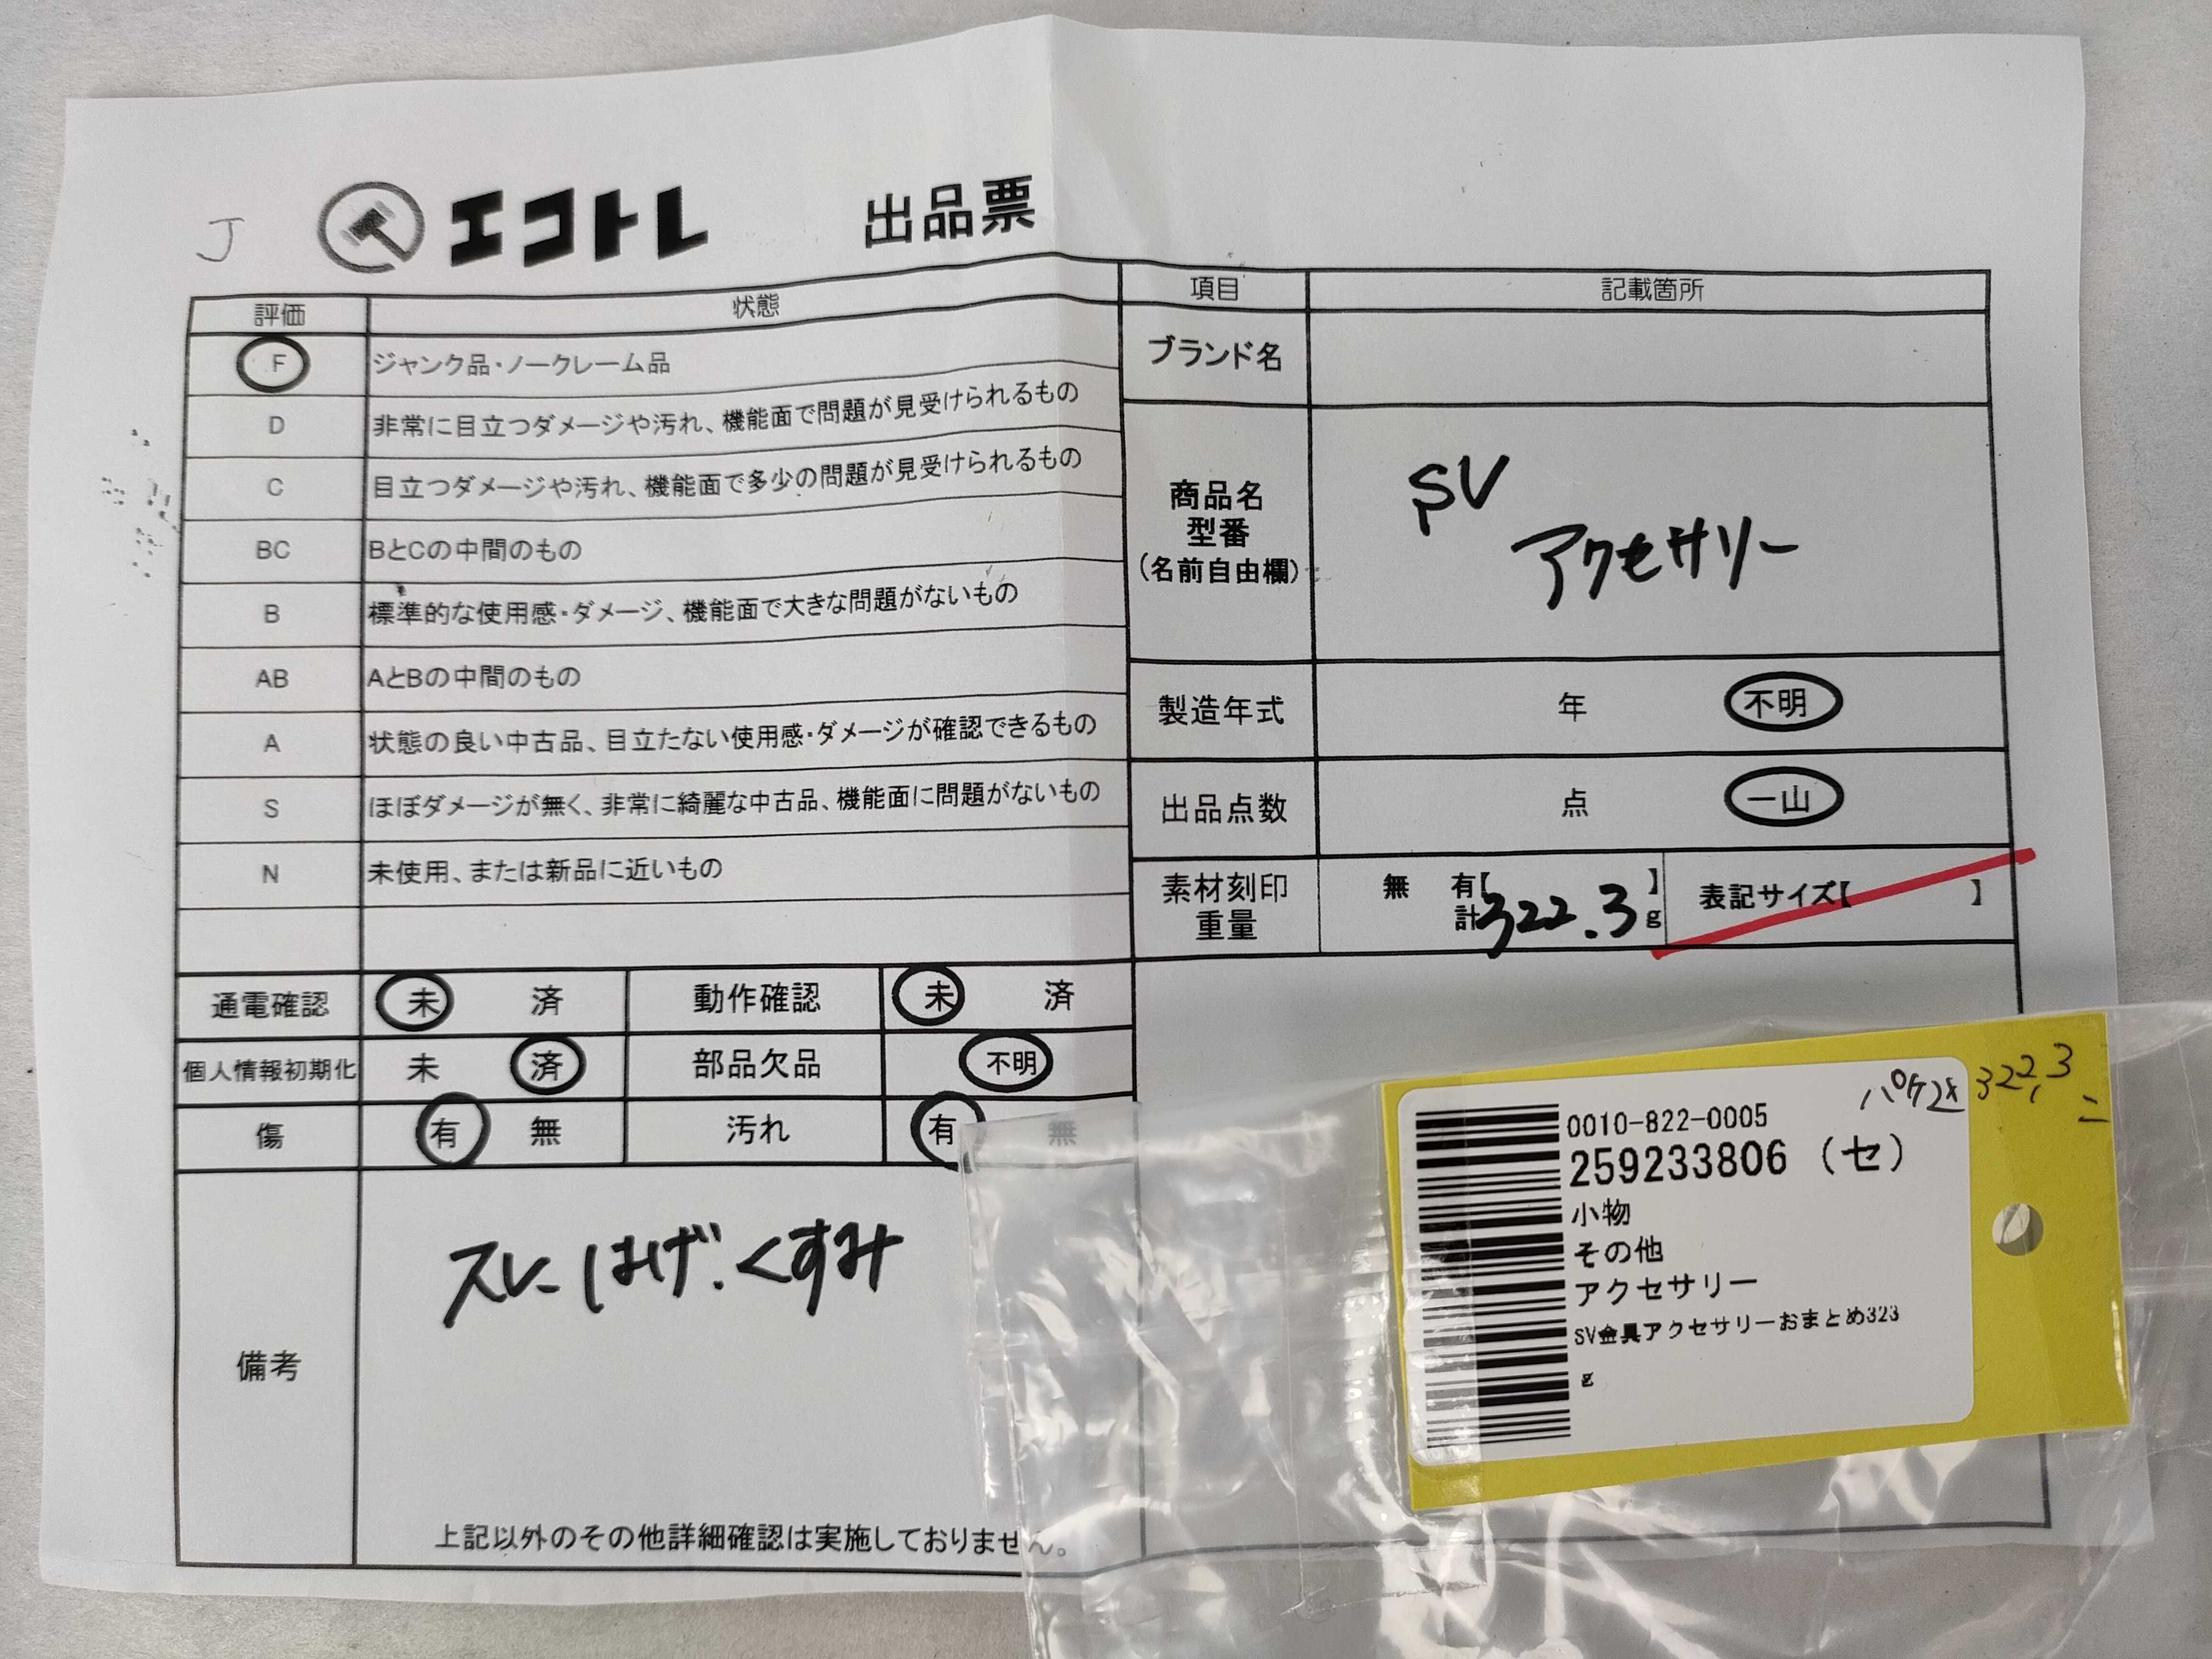 J
エコトレ 出品票
評価 状態
F ジャンク品・ノークレーム品
D 非常に目立つダメージや汚れ、機能面で問題が見受けられるもの
C 目立つダメージや汚れ、機能面で多少の問題が見受けられるもの
BC BとCの中間のもの
B 標準的な使用感・ダメージ、機能面で大きな問題がないもの
AB AとBの中間のもの
A 状態の良い中古品、目立たない使用感・ダメージが確認できるもの
S ほぼダメージが無く、非常に綺麗な中古品、機能面に問題がないもの
N 未使用、または新品に近いもの
通電確認 未 済 動作確認 未 済
個人情報初期化 未 済 部品欠品 不明
傷 有 無 汚れ 有 無
備考
スレ はげ. くすみ
上記以外のその他詳細確認は実施しておりません。
項目 記載箇所
ブランド名
商品名
型番
(名前自由欄)
SV
アクセサリー
製造年式 年 不明
出品点数 点 一山
素材刻印
重量
無 有【 】
計322.3g
表記サイズ【 】
322.3
0010-822-0005
259233806 (セ)
小物
その他
アクセサリー
SV金具アクセサリーおまとめ323
g